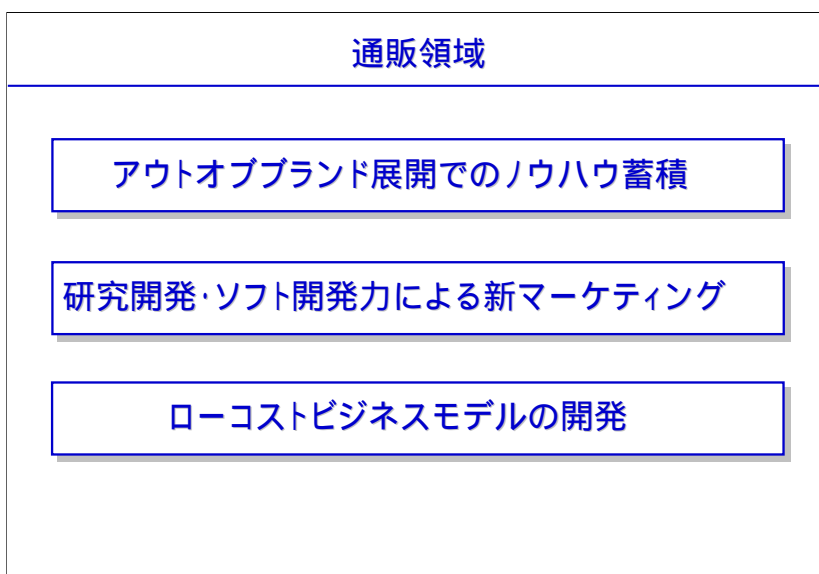 通販領域
アウトオブブランド展開でのノウハウ蓄積
研究開発・ソフト開発力による新マーケティング
ローコストビジネスモデルの開発